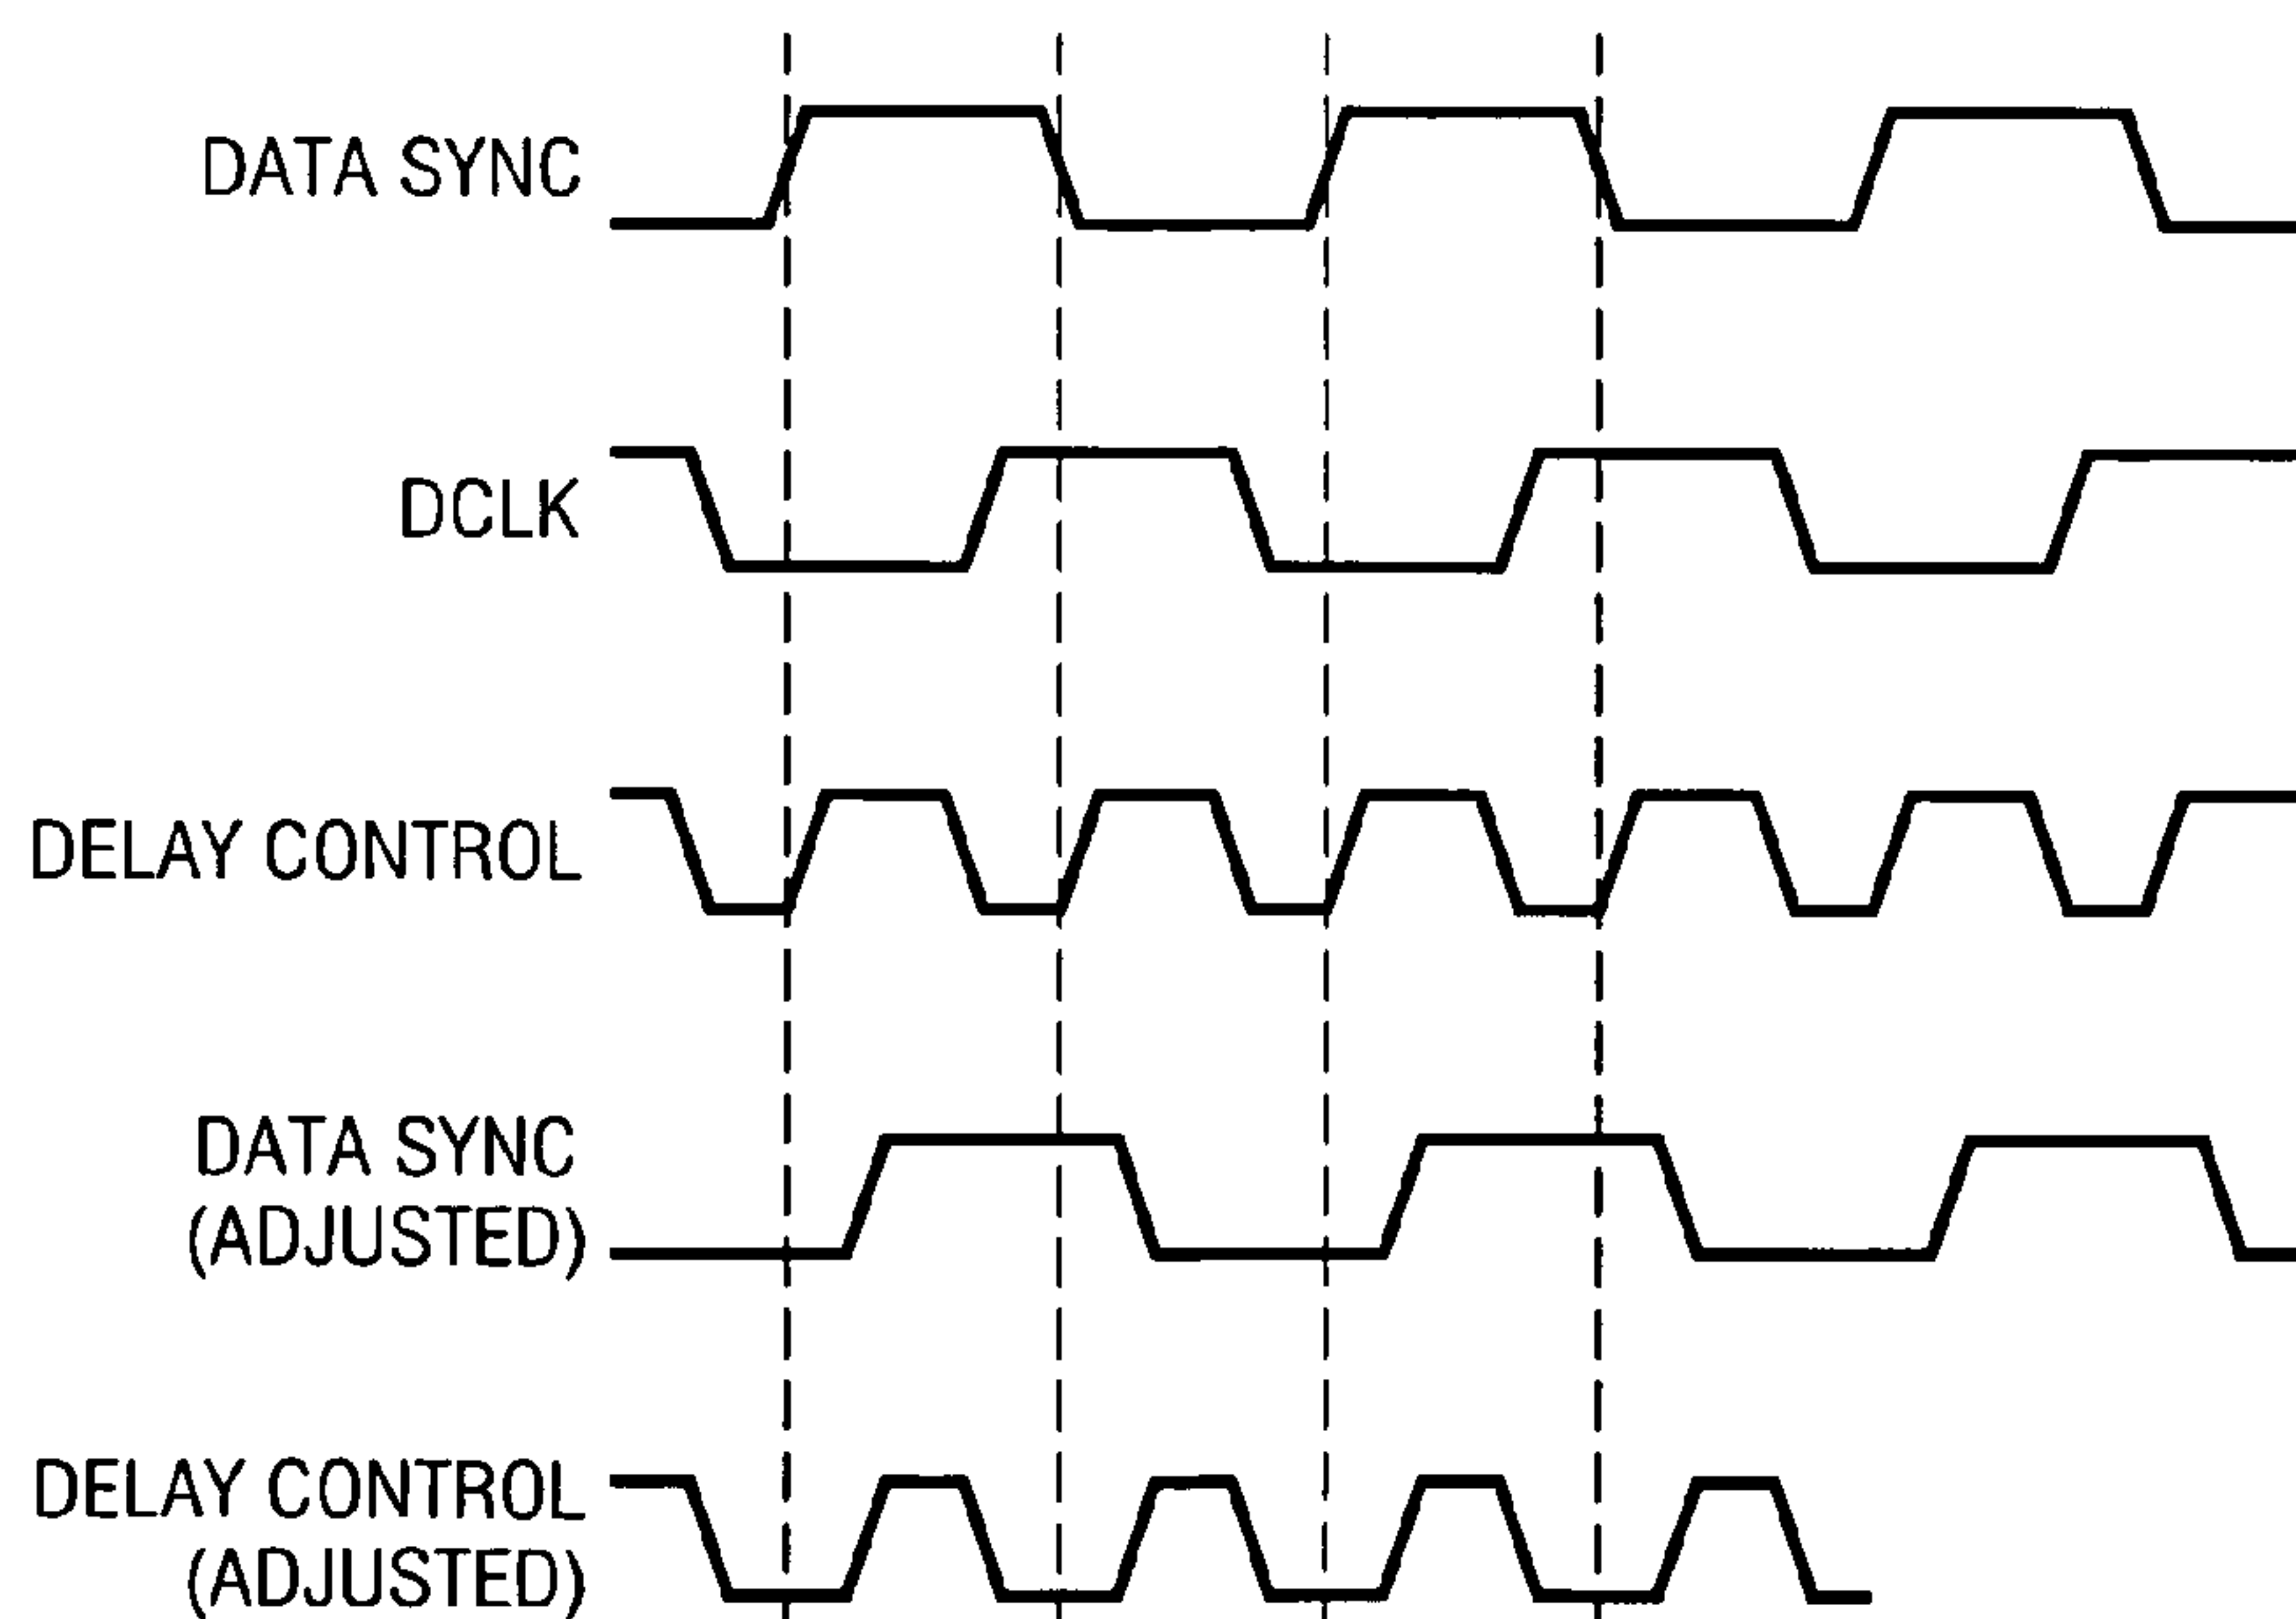 DATA SYNC
DCLK
DELAY CONTROL
DATA SYNC
(ADJUSTED)
DELAY CONTROL
(ADJUSTED)